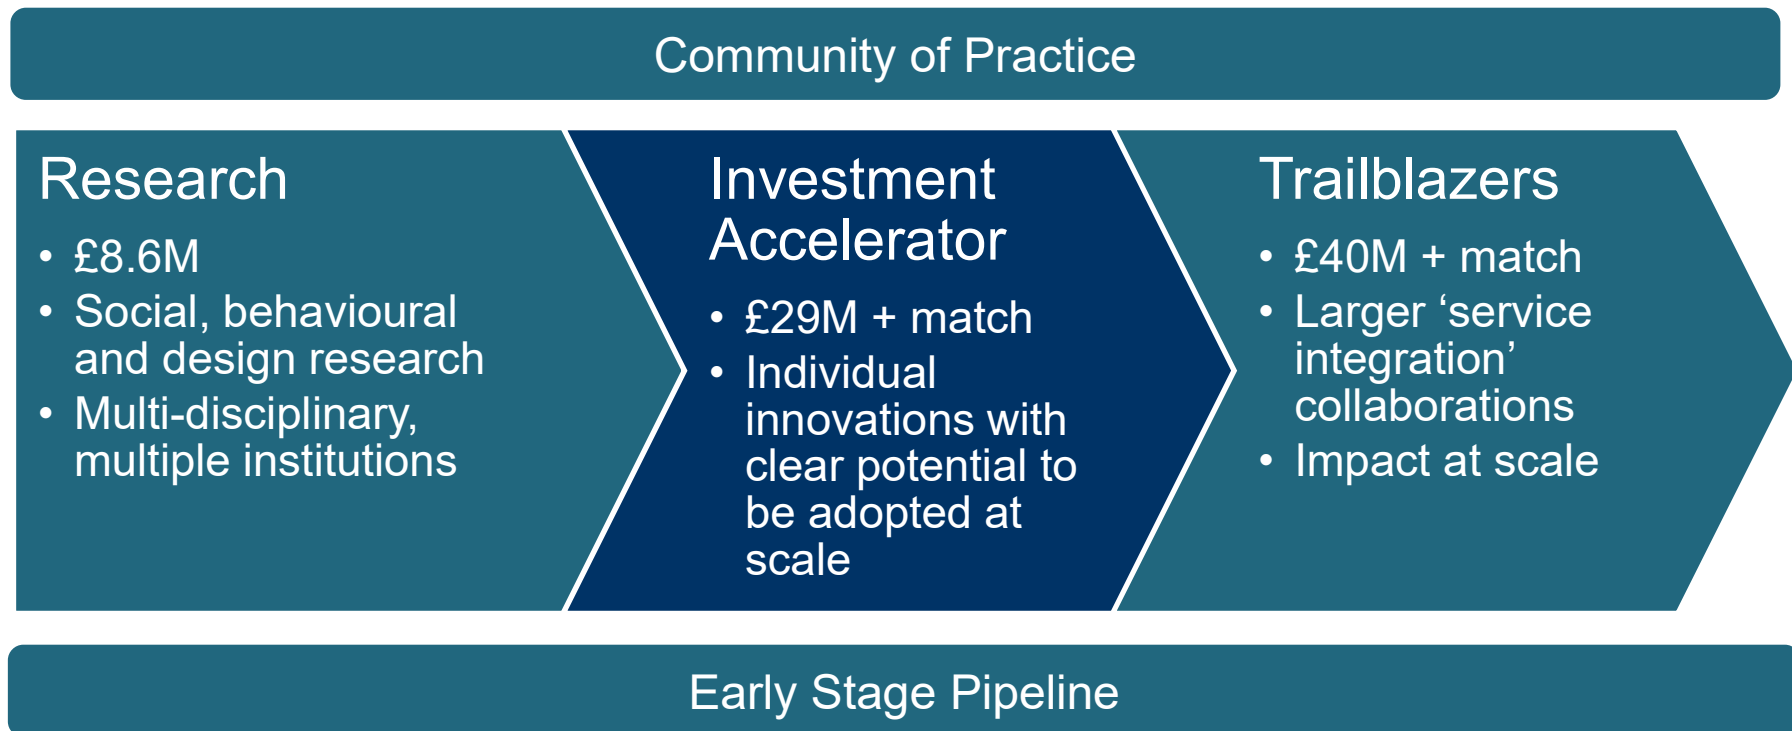 Community of Practice
Research
• £8.6M
• Social, behavioural
and design research
• Multi-disciplinary,
multiple institutions
Investment
Accelerator
• £29M + match
• Individual
innovations with
clear potential to
be adopted at
scale
Trailblazers
• £40M + match
• Larger ‘service
integration’
collaborations
• Impact at scale
Early Stage Pipeline